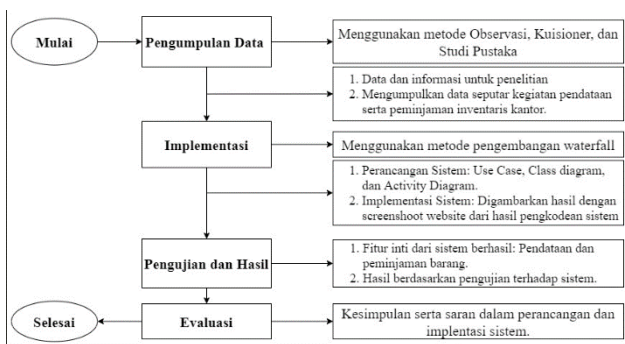 Mulai
Pengumpulan Data
Menggunakan metode Observasi, Kuisioner, dan
Studi Pustaka
1. Data dan informasi untuk penelitian
2. Mengumpulkan data seputar kegiatan pendataan
serta peminjaman inventaris kantor.
Implementasi
Menggunakan metode pengembangan waterfall
1. Perancangan Sistem: Use Case, Class diagram,
dan Activity Diagram.
2. Implementasi Sistem: Digambarkan hasil dengan
screenshoot website dari hasil pengkodean sistem
Pengujian dan Hasil
1. Fitur inti dari sistem berhasil: Pendataan dan
peminjaman barang.
2. Hasil berdasarkan pengujian terhadap sistem.
Selesai
Evaluasi
Kesimpulan serta saran dalam perancangan dan
implentasi sistem.